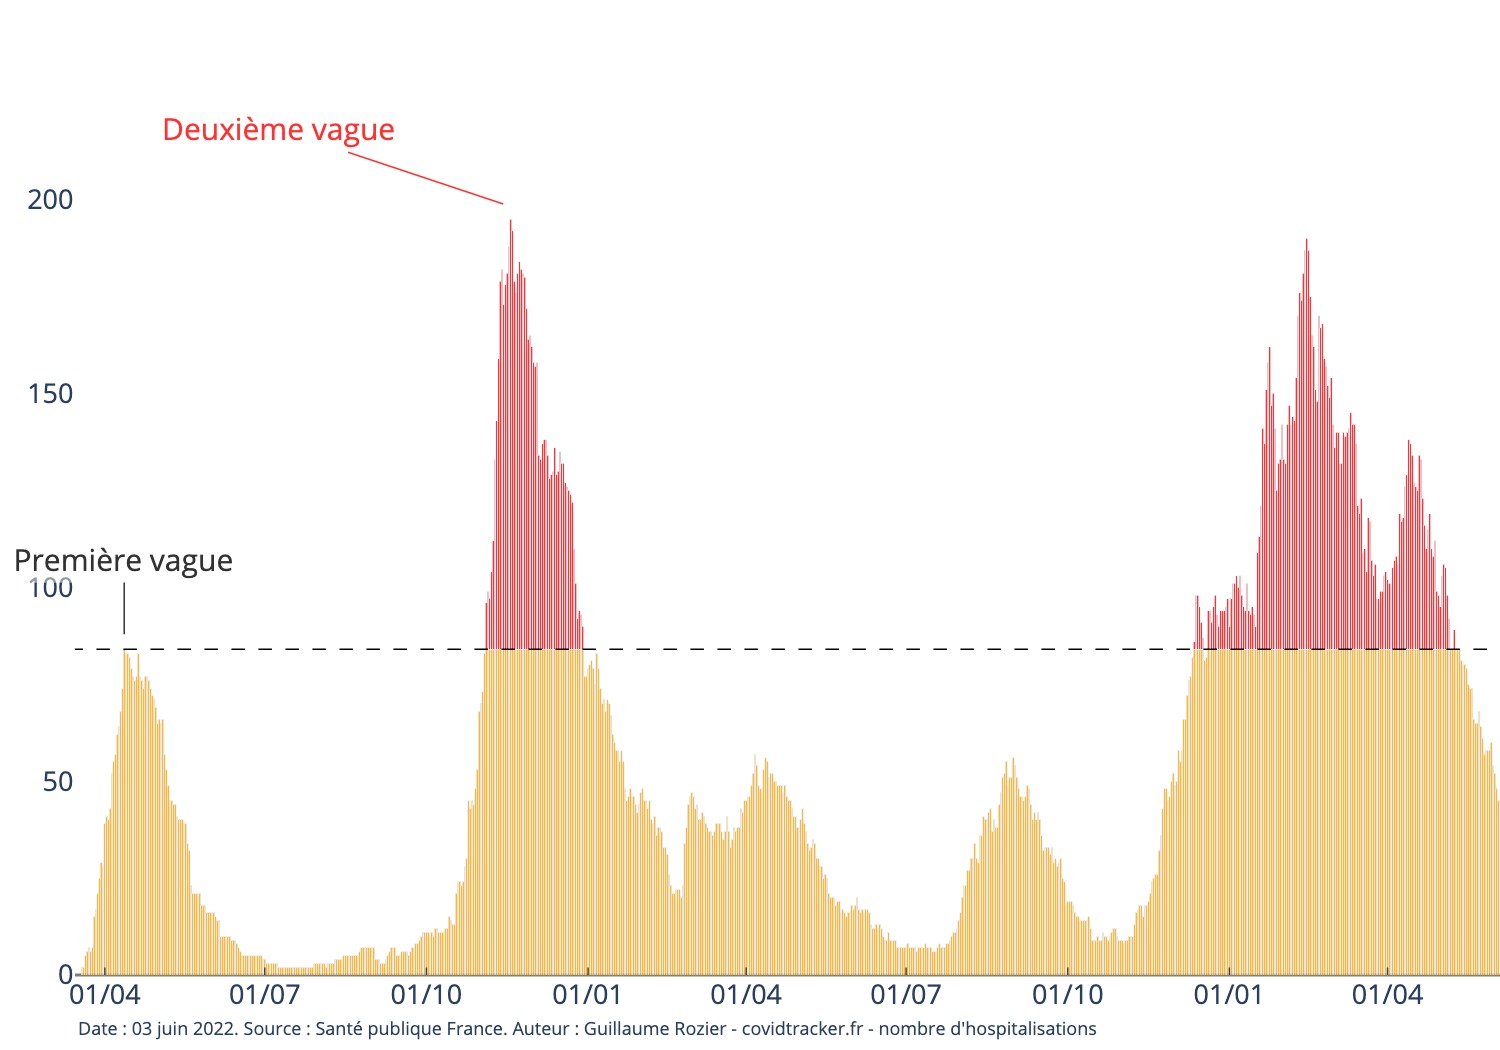 Deuxième vague
200
150
Première vague
100
50
0
01/04 01/07 01/10 01/01 01/04 01/07 01/10 01/01 01/04
Date : 03 juin 2022. Source : Santé publique France. Auteur : Guillaume Rozier - covidtracker.fr - nombre d'hospitalisations